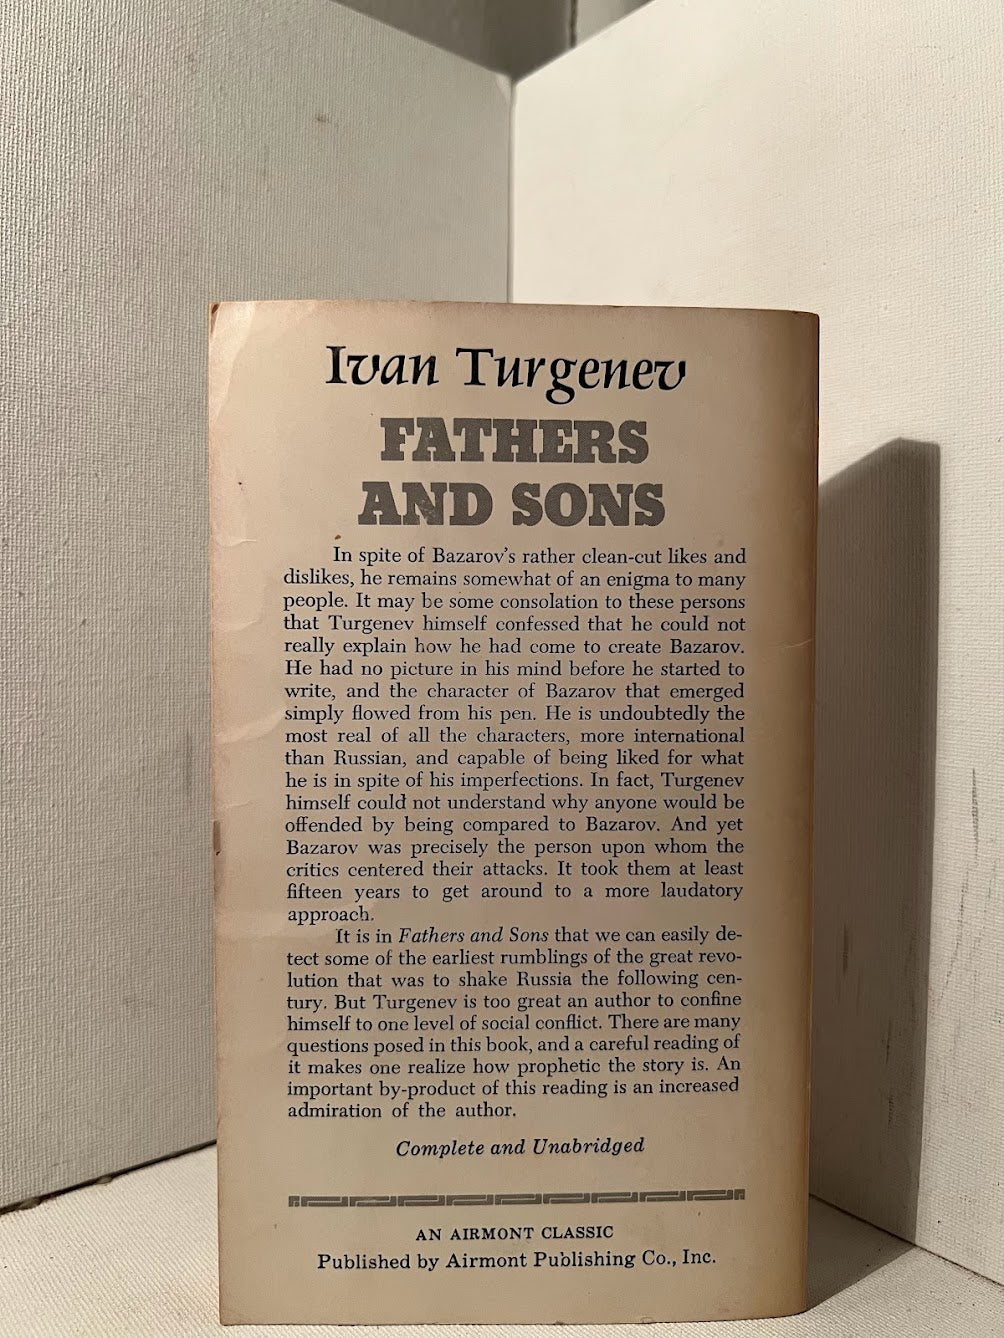 Ivan Turgenev
FATHERS
AND SONS
In spite of Bazarov's rather clean-cut likes and
dislikes, he remains somewhat of an enigma to many
people. It may be some consolation to these persons
that Turgenev himself confessed that he could not
really explain how he had come to create Bazarov.
He had no picture in his mind before he started to
write, and the character of Bazarov that emerged
simply flowed from his pen. He is undoubtedly the
most real of all the characters, more international
than Russian, and capable of being liked for what
he is in spite of his imperfections. In fact, Turgenev
himself could not understand why anyone would be
offended by being compared to Bazarov. And yet
Bazarov was precisely the person upon whom the
critics centered their attacks. It took them at least
fifteen years to get around to a more laudatory
approach.
It is in Fathers and Sons that we can easily de-
tect some of the earliest rumblings of the great revo-
lution that was to shake Russia the following cen-
tury. But Turgenev is too great an author to confine
himself to one level of social conflict. There are many
questions posed in this book, and a careful reading of
it makes one realize how prophetic the story is. An
important by-product of this reading is an increased
admiration of the author.
Complete and Unabridged
AN AIRMONT CLASSIC
Published by Airmont Publishing Co., Inc.